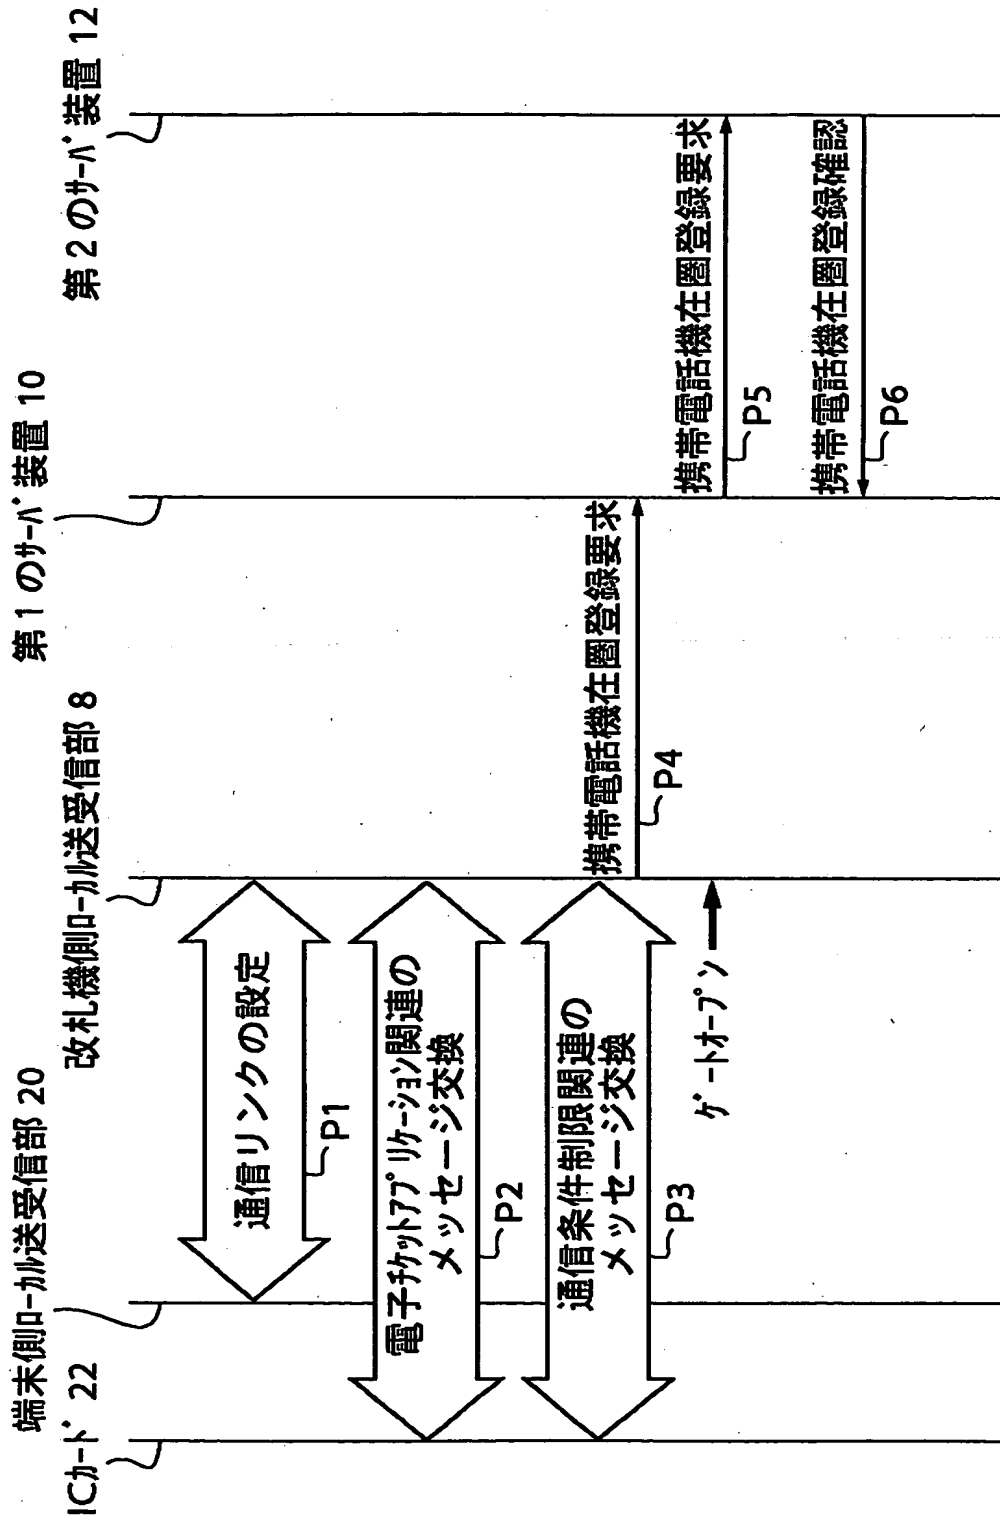 ICカード 22
端末側ローカル送受信部 20
改札機側ローカル送受信部 8
第1のサーバ装置 10
第2のサーバ装置 12
通信リンクの設定
P1
電子チケットアプリケーション関連の
メッセージ交換
P2
通信条件制限関連の
メッセージ交換
P3
ゲートオープン
携帯電話機在圏登録要求
P4
携帯電話機在圏登録要求
P5
携帯電話機在圏登録確認
P6